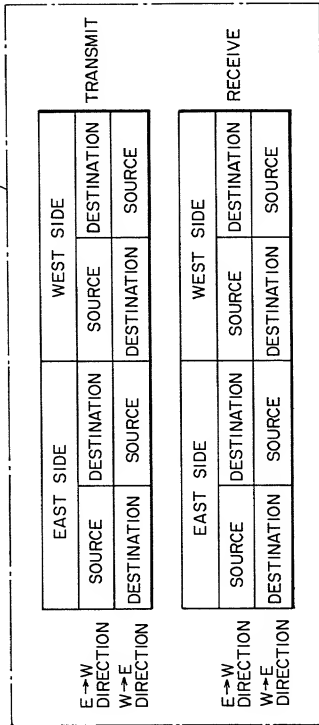 EAST SIDE WEST SIDE
E→W DIRECTION SOURCE DESTINATION SOURCE DESTINATION TRANSMIT
W→E DIRECTION DESTINATION SOURCE DESTINATION SOURCE
EAST SIDE WEST SIDE
E→W DIRECTION SOURCE DESTINATION SOURCE DESTINATION RECEIVE
W→E DIRECTION DESTINATION SOURCE DESTINATION SOURCE